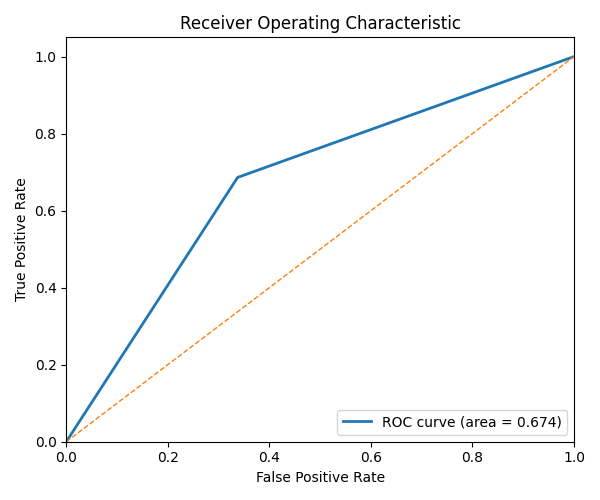 Receiver Operating Characteristic
True Positive Rate
1.0
0.8
0.6
0.4
0.2
0.0
ROC curve (area = 0.674)
0.0 0.2 0.4 0.6 0.8 1.0
False Positive Rate